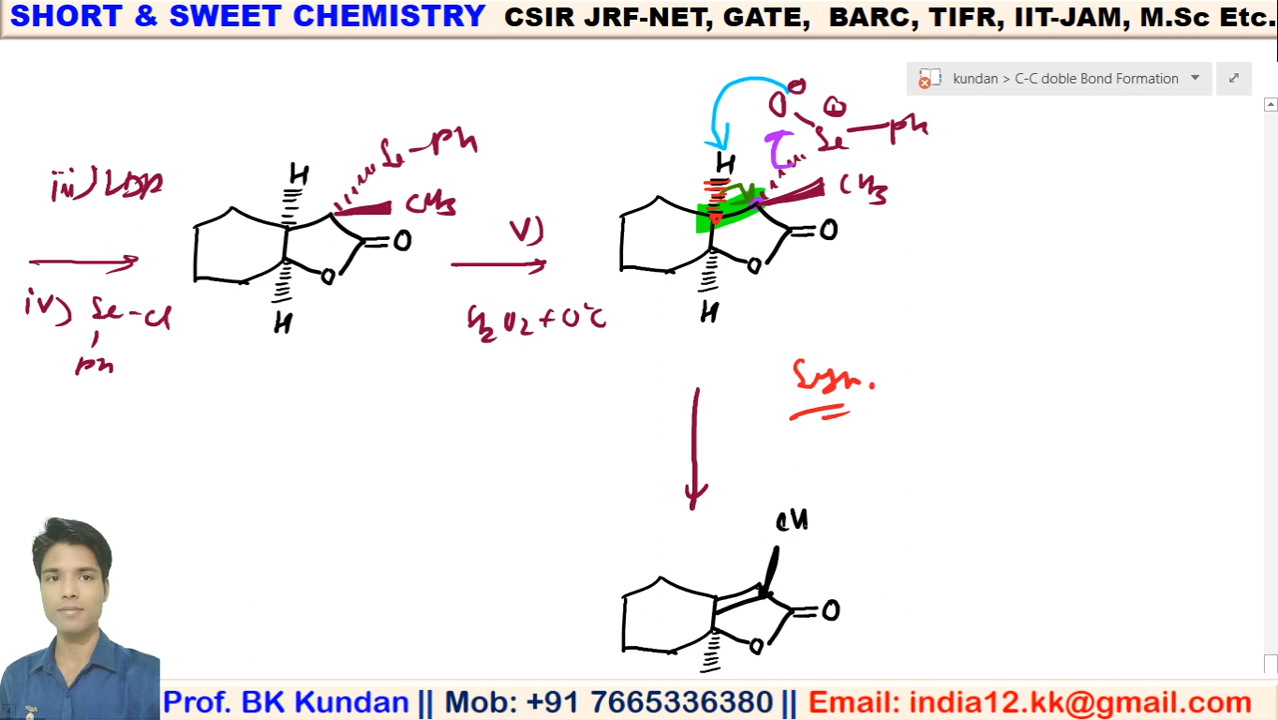 SHORT & SWEET CHEMISTRY CSIR JRF-NET, GATE, BARC, TIFR, IIT-JAM, M.Sc Etc.
kundan > C-C doble Bond Formation
iii) LDA
iv) Se-Cl
Ph
H
Se-Ph
CH3
O
O
H
V)
H2O2 + 0°C
O
Se
Ph
H
CH3
O
O
H
Syn.
CH
O
O
Prof. BK Kundan || Mob: +91 7665336380 || Email: india12.kk@gmail.com